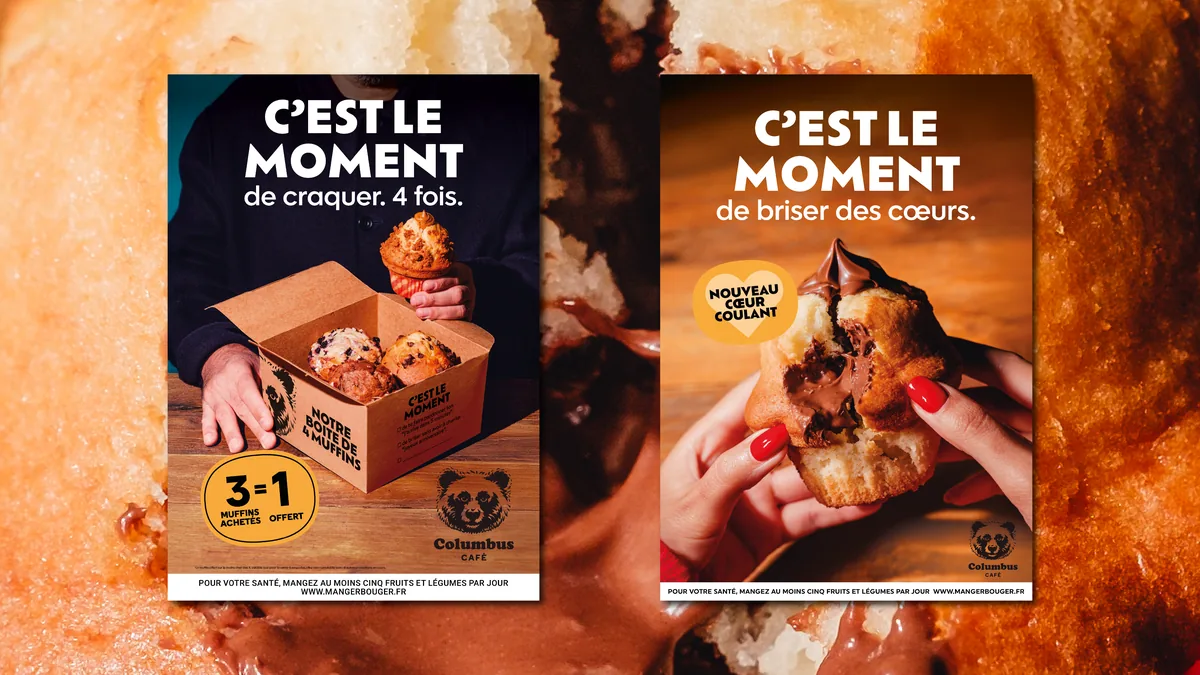 C’EST LE
MOMENT
de craquer. 4 fois.
C’EST LE
MOMENT
NOTRE
BOITE DE
4 MUFFINS
3=1
MUFFINS
ACHETÉS
OFFERT
Columbus
CAFÉ
POUR VOTRE SANTÉ, MANGEZ AU MOINS CINQ FRUITS ET LÉGUMES PAR JOUR
WWW.MANGERBOUGER.FR
C’EST LE
MOMENT
de briser des cœurs.
NOUVEAU
CŒUR
COULANT
Columbus
CAFÉ
POUR VOTRE SANTÉ, MANGEZ AU MOINS CINQ FRUITS ET LÉGUMES PAR JOUR WWW.MANGERBOUGER.FR